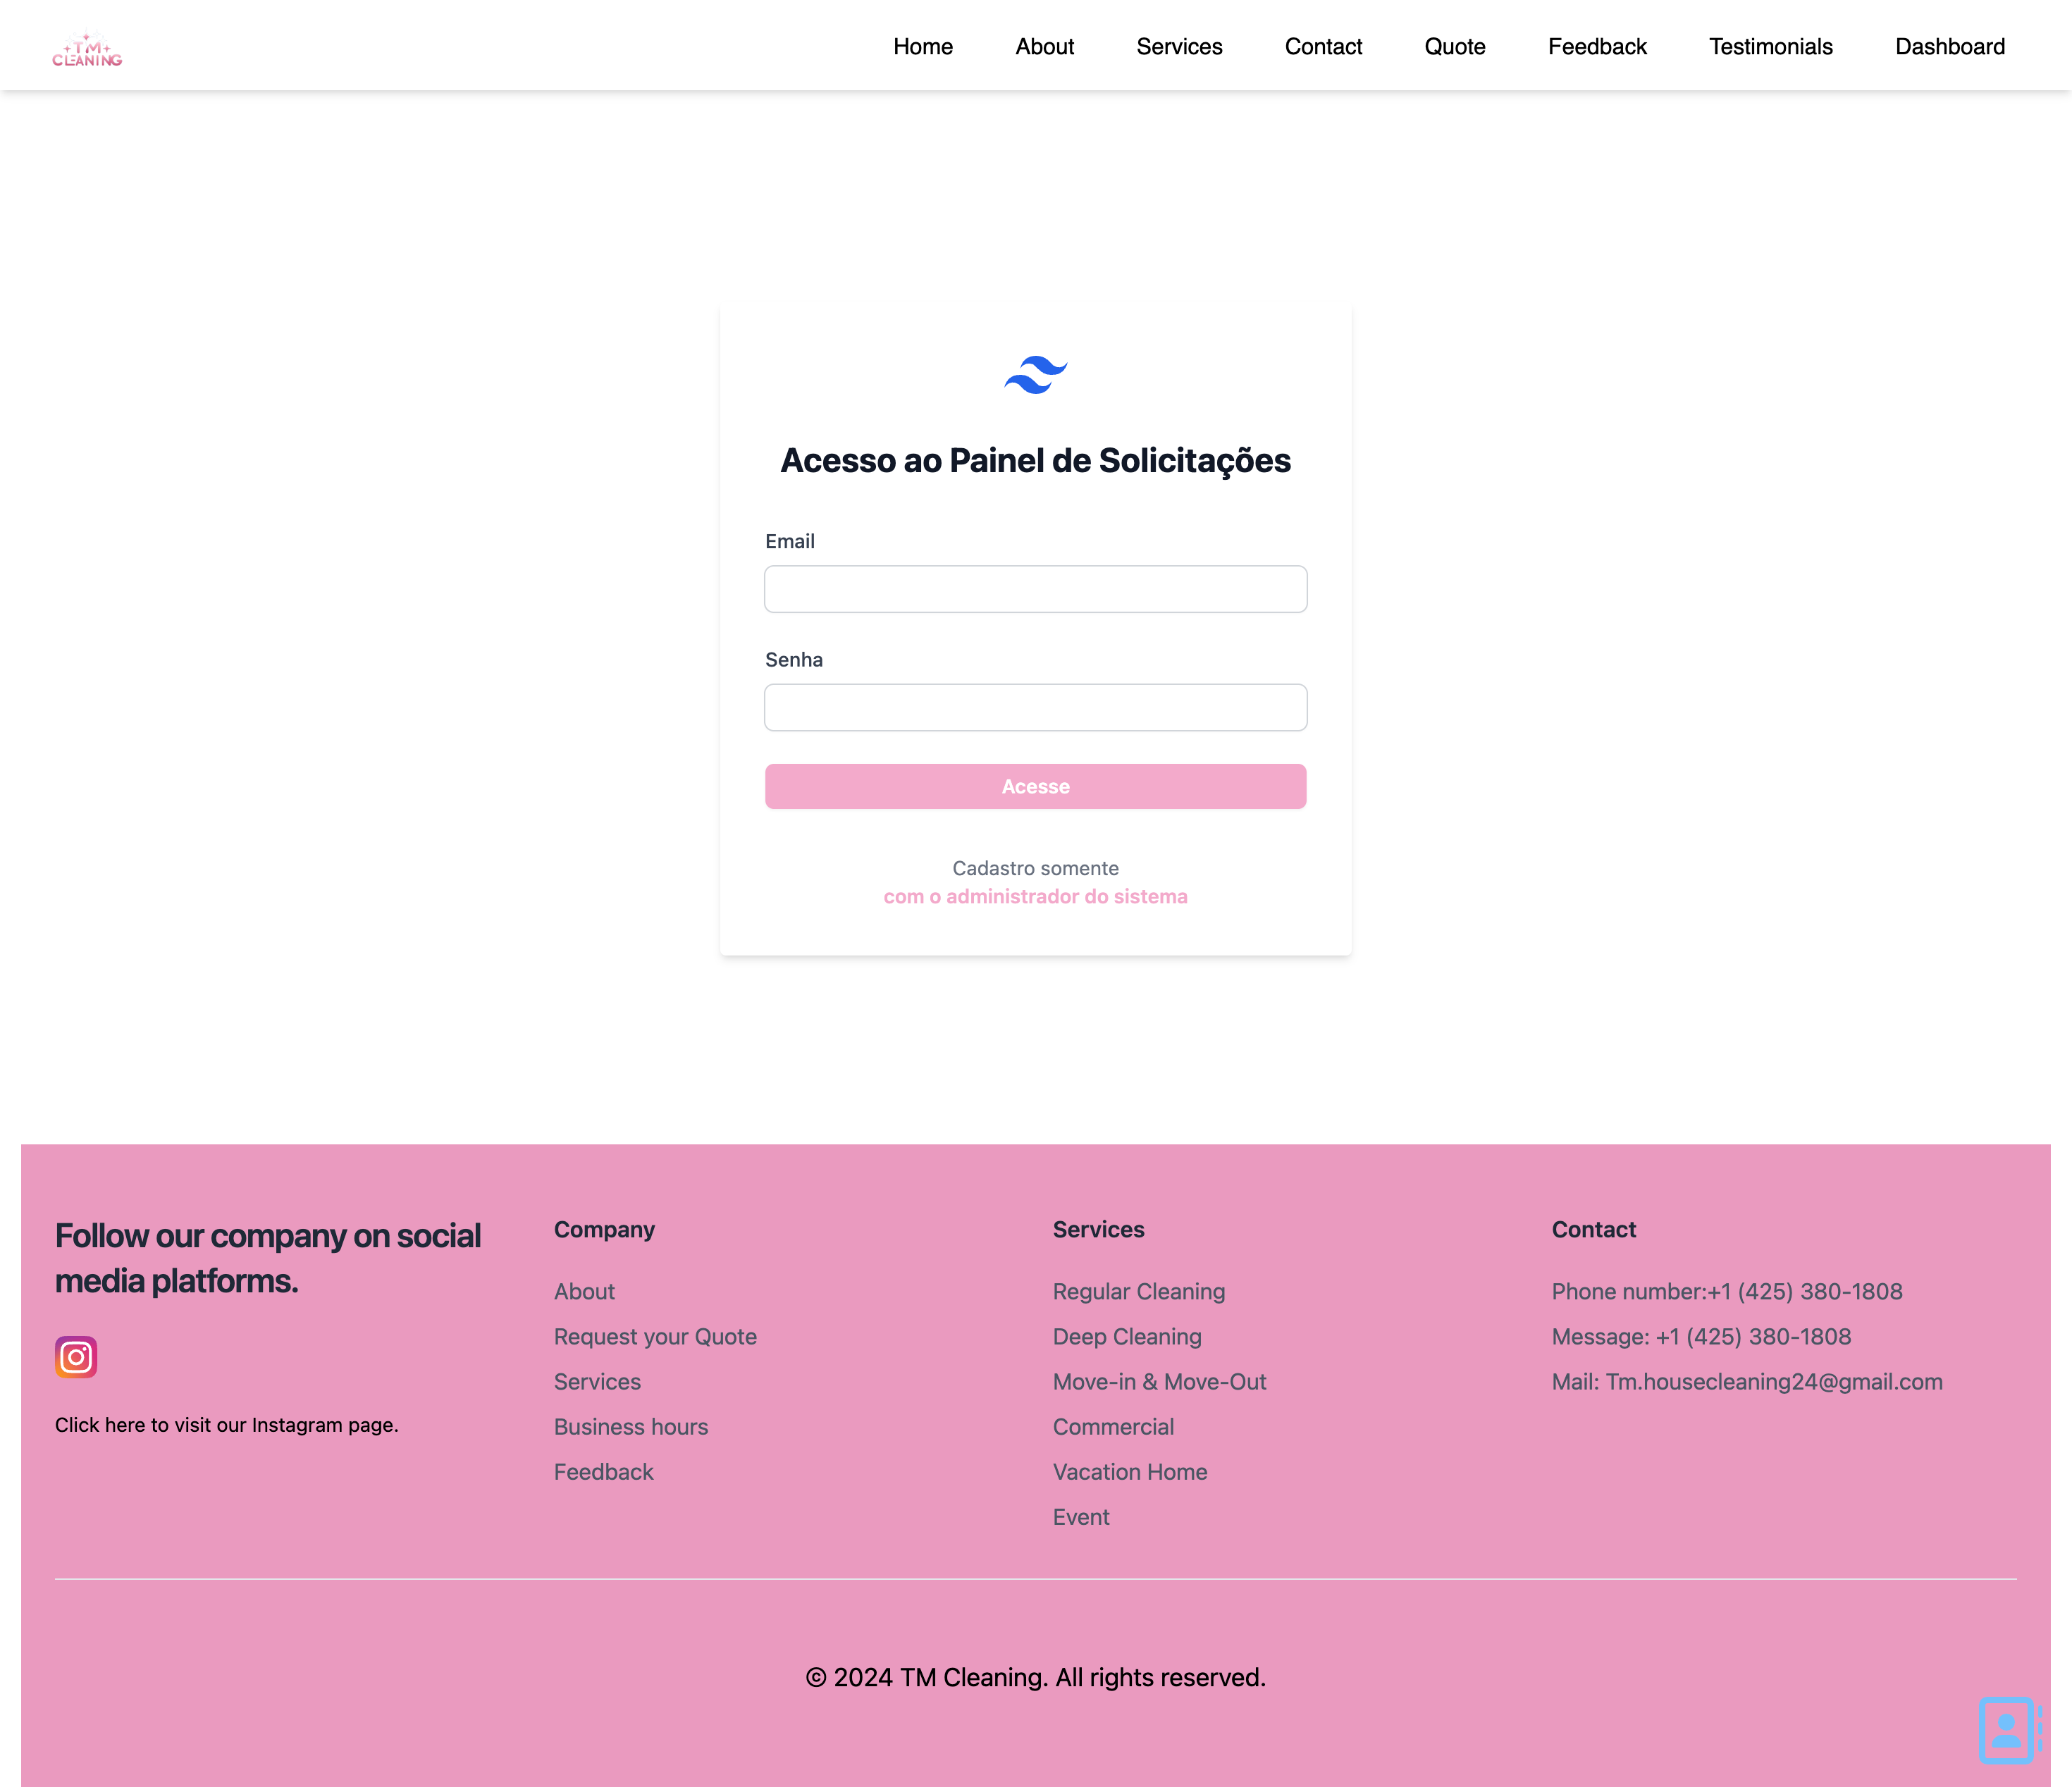 TM
CLEANING
Home
About
Services
Contact
Quote
Feedback
Testimonials
Dashboard
Acesso ao Painel de Solicitações
Email
Senha
Acesse
Cadastro somente
com o administrador do sistema
Follow our company on social
media platforms.
Click here to visit our Instagram page.
Company
About
Request your Quote
Services
Business hours
Feedback
Services
Regular Cleaning
Deep Cleaning
Move-in & Move-Out
Commercial
Vacation Home
Event
Contact
Phone number:+1 (425) 380-1808
Message: +1 (425) 380-1808
Mail: Tm.housecleaning24@gmail.com
© 2024 TM Cleaning. All rights reserved.